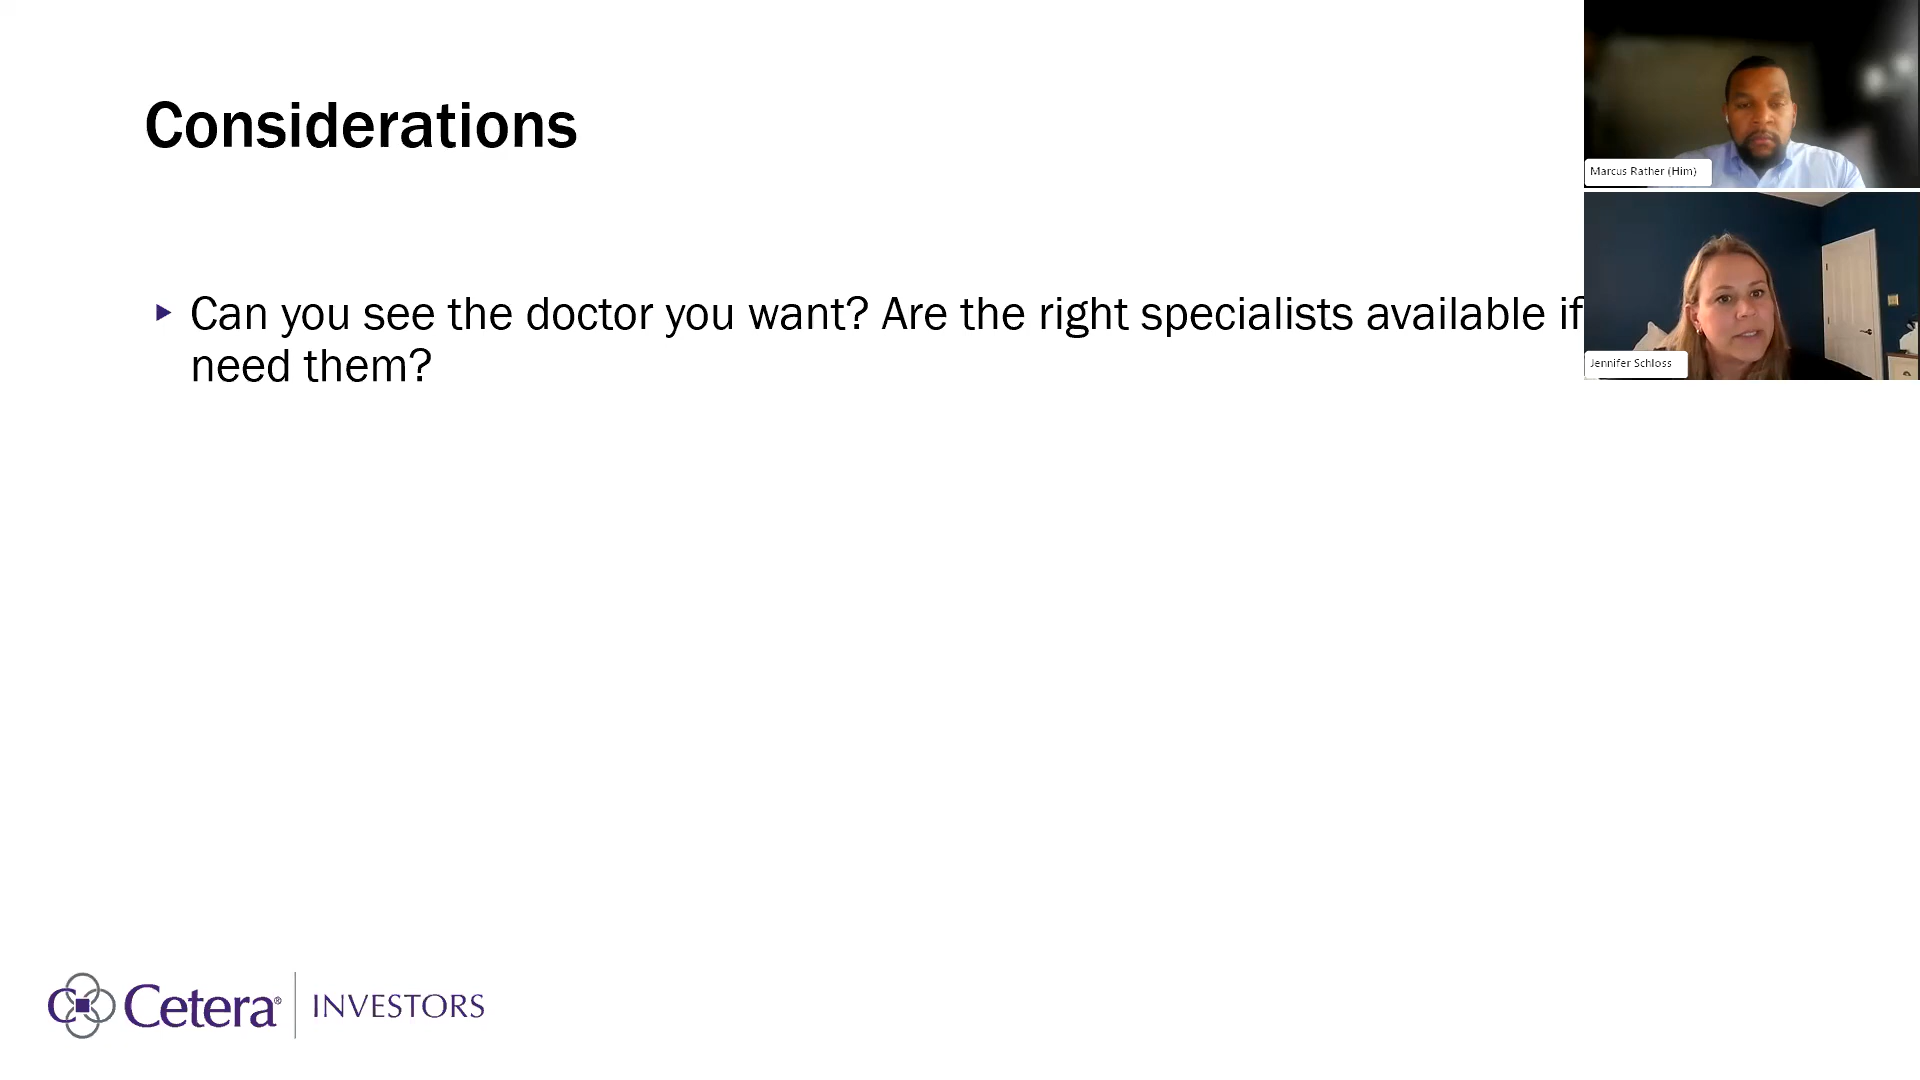 Considerations
Can you see the doctor you want? Are the right specialists available if
need them?
Marcus Rather (Him)
Jennifer Schloss
Cetera® INVESTORS